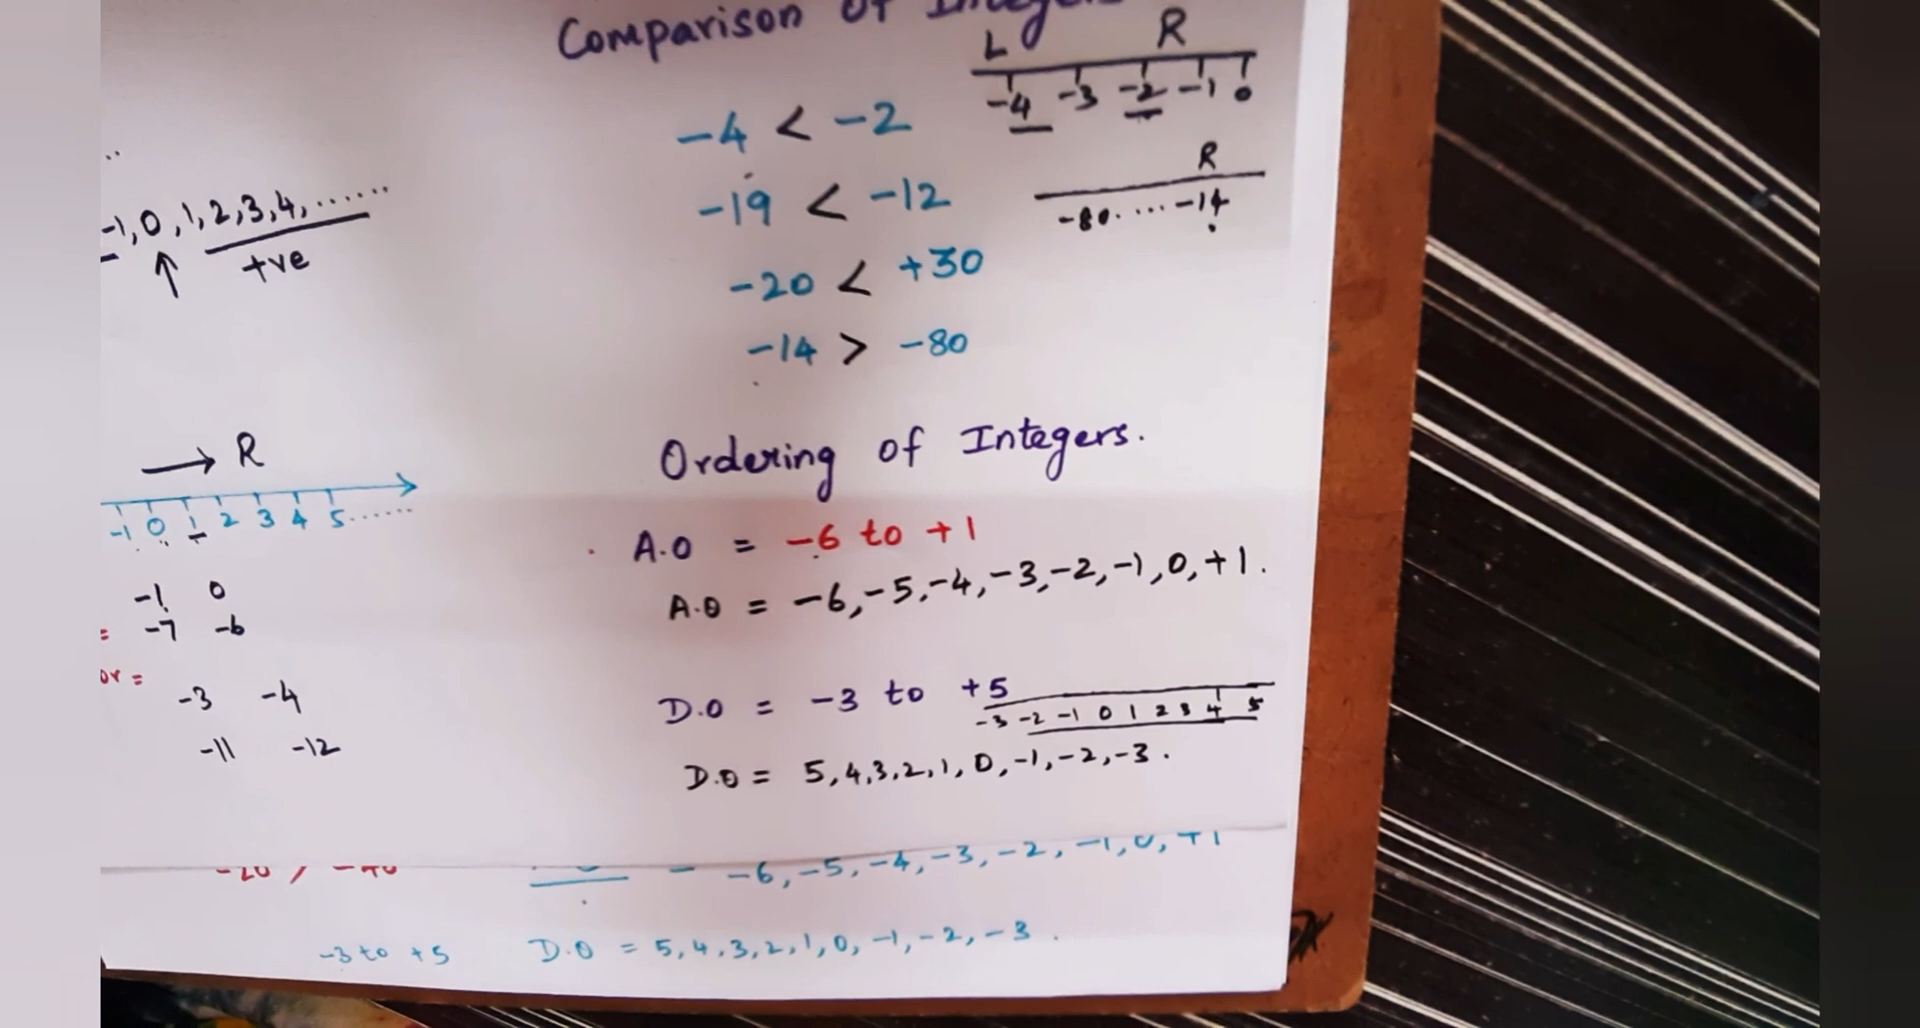 Comparison of Integers
L R
-4 -3 -2 -1 0
-4 < -2
R
-80.....-14
-19 < -12
-20 < +30
-14 > -80
-1, 0, 1, 2, 3, 4, ......
+ve
R
-1 0 1 2 3 4 5......
-1 0
= -7 -6
or =
-3 -4
-11 -12
Ordering of Integers.
A.O = -6 to +1
A.O = -6, -5, -4, -3, -2, -1, 0, +1.
D.O = -3 to +5
-3 -2 -1 0 1 2 3 4 5
D.O = 5, 4, 3, 2, 1, 0, -1, -2, -3.
- -6, -5, -4, -3, -2, -1, 0, +1
-3 to +5
D.O = 5, 4, 3, 2, 1, 0, -1, -2, -3.